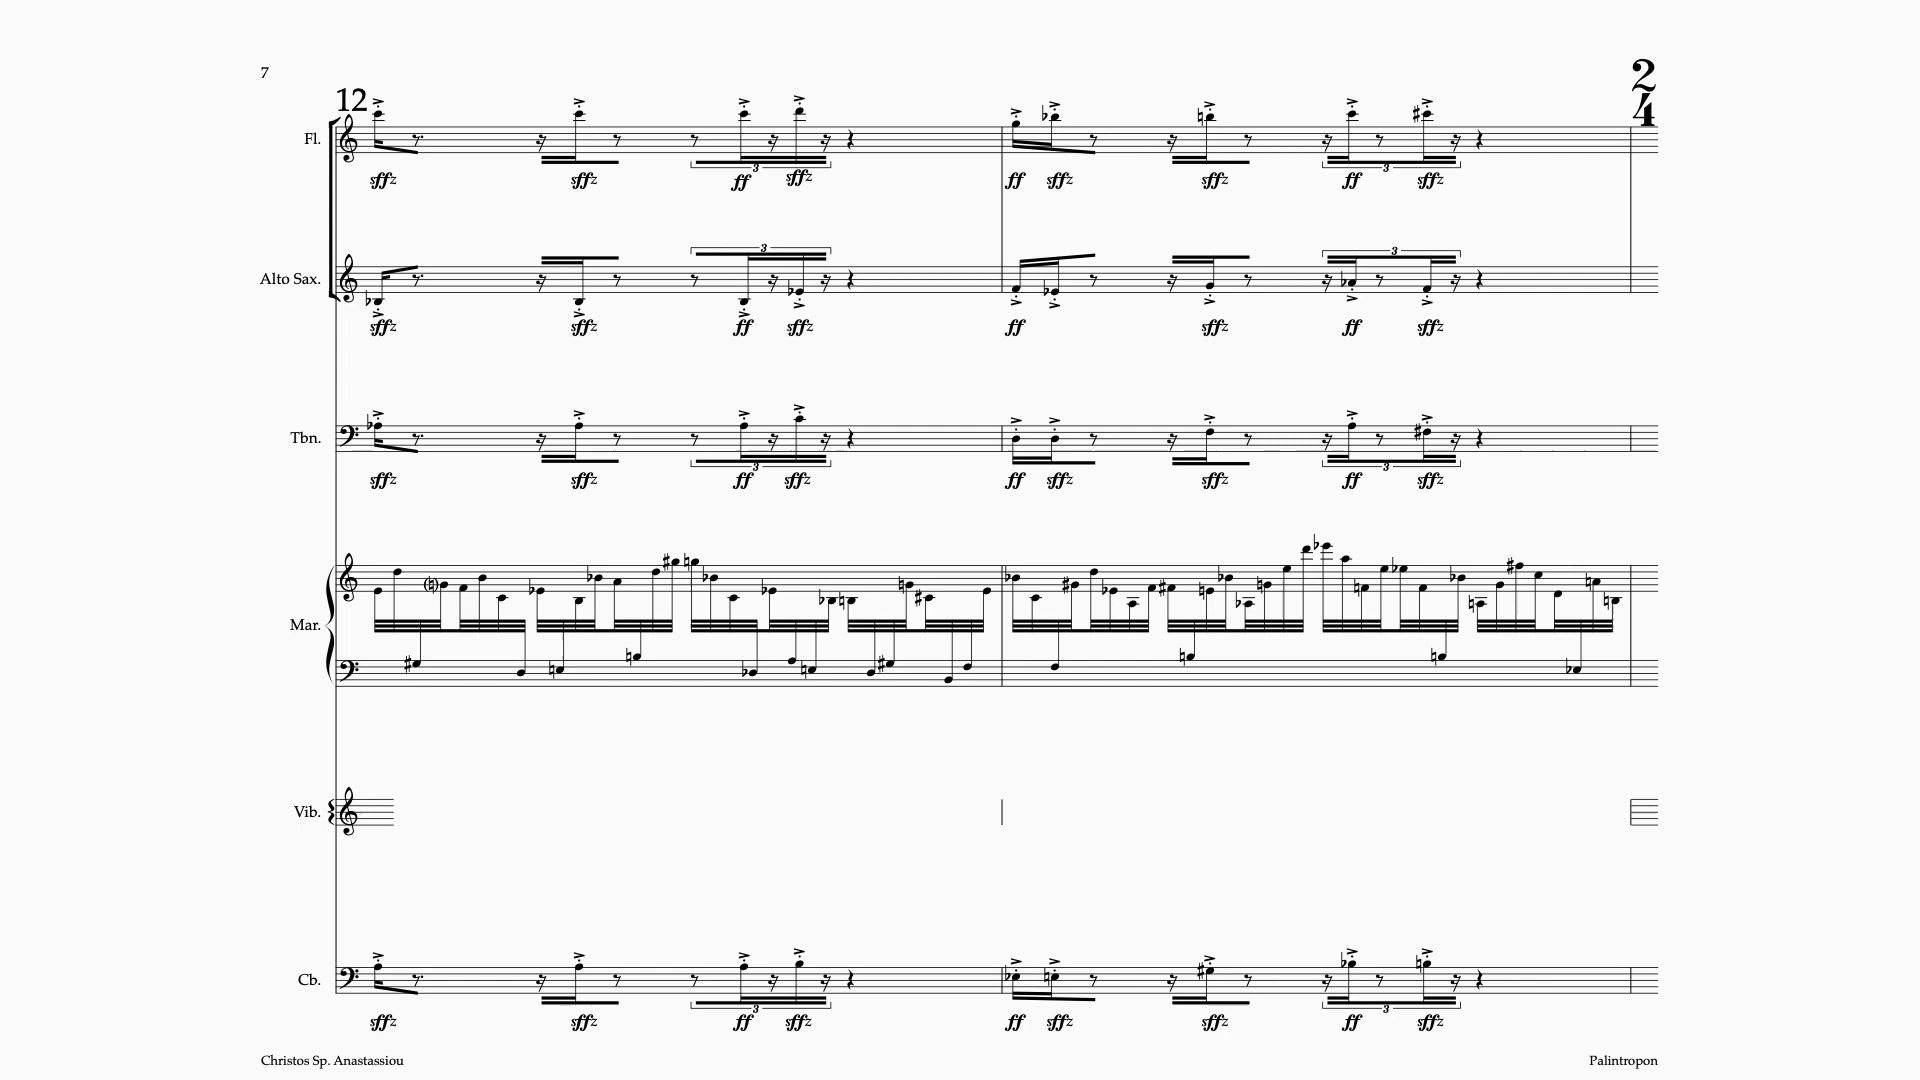 7
12
2
4
Fl.
3
3
sffz sffz ff sffz ff sffz sffz ff sffz
3
3
Alto Sax.
sffz sffz ff sffz ff sffz ff sffz
Tbn.
3
3
sffz sffz ff sffz ff sffz sffz ff sffz
Mar.
Vib.
Cb.
3
3
sffz sffz ff sffz ff sffz sffz ff sffz
Christos Sp. Anastassiou
Palintropon